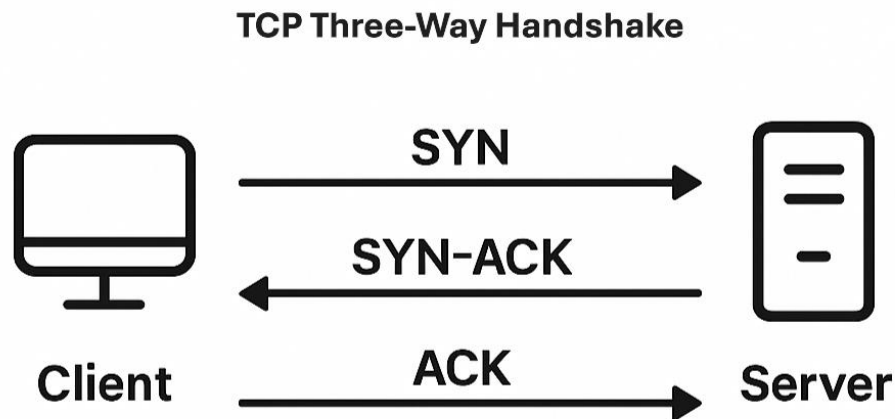 TCP Three-Way Handshake
SYN
SYN-ACK
ACK
Client
Server